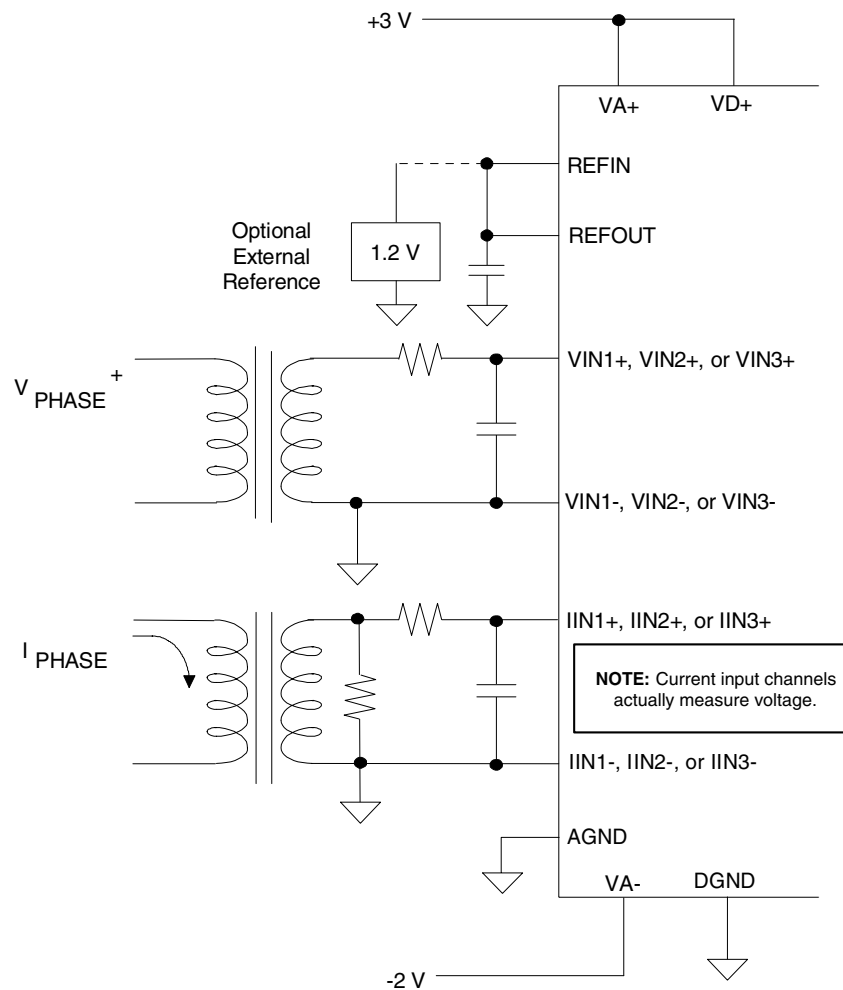 +3 V
VA+
VD+
REFIN
REFOUT
Optional
External
Reference
1.2 V
VIN1+, VIN2+, or VIN3+
V PHASE +
VIN1-, VIN2-, or VIN3-
IIN1+, IIN2+, or IIN3+
I PHASE
NOTE: Current input channels
actually measure voltage.
IIN1-, IIN2-, or IIN3-
AGND
VA-
DGND
-2 V